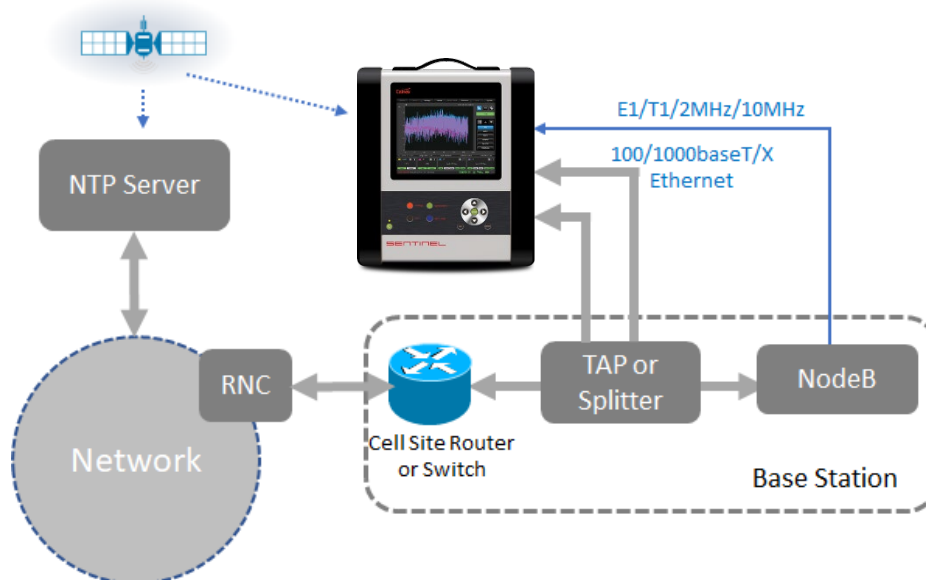 E1/T1/2MHz/10MHz
100/1000baseT/X
Ethernet
NTP Server
SENTINEL
RNC
TAP or
Splitter
NodeB
Cell Site Router
or Switch
Network
Base Station